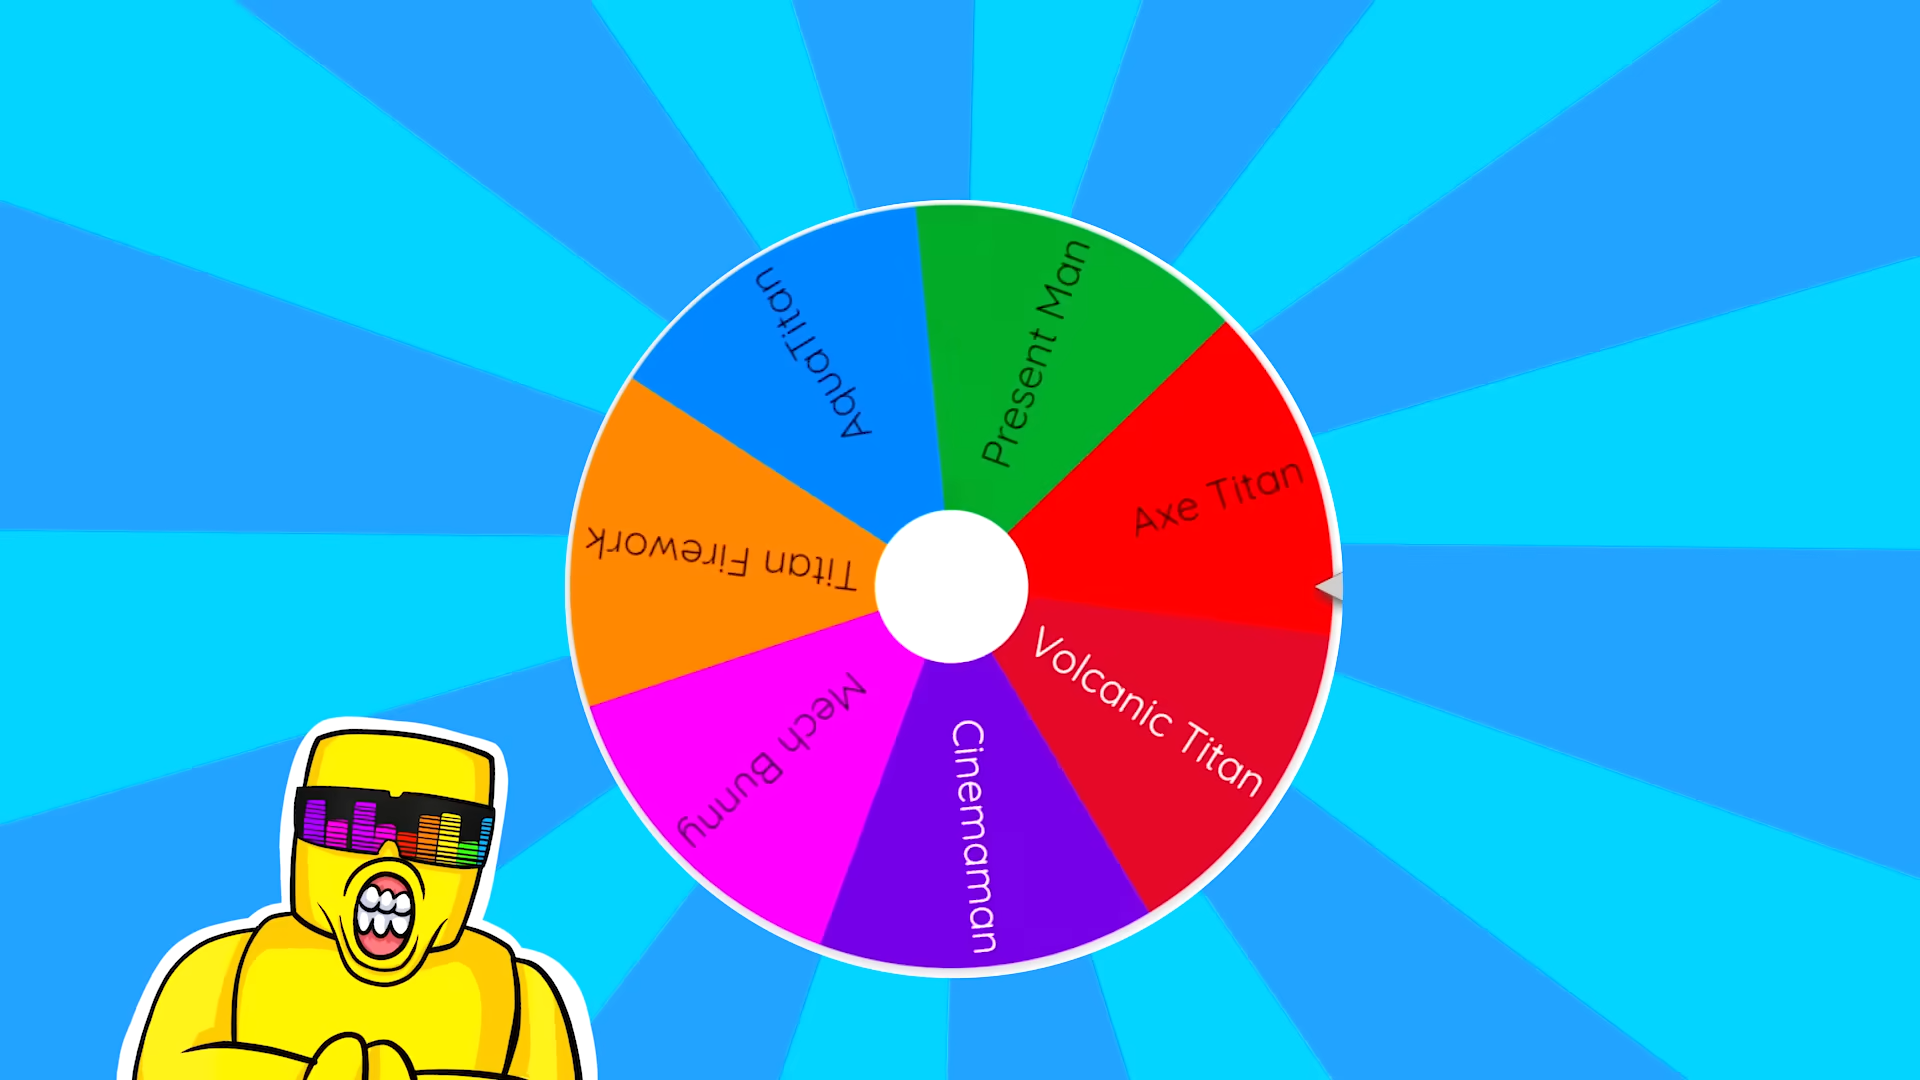 Present Man
Axe Titan
Volcanic Titan
Cinemaman
Mech Bunny
Titan Firework
AquaTitan